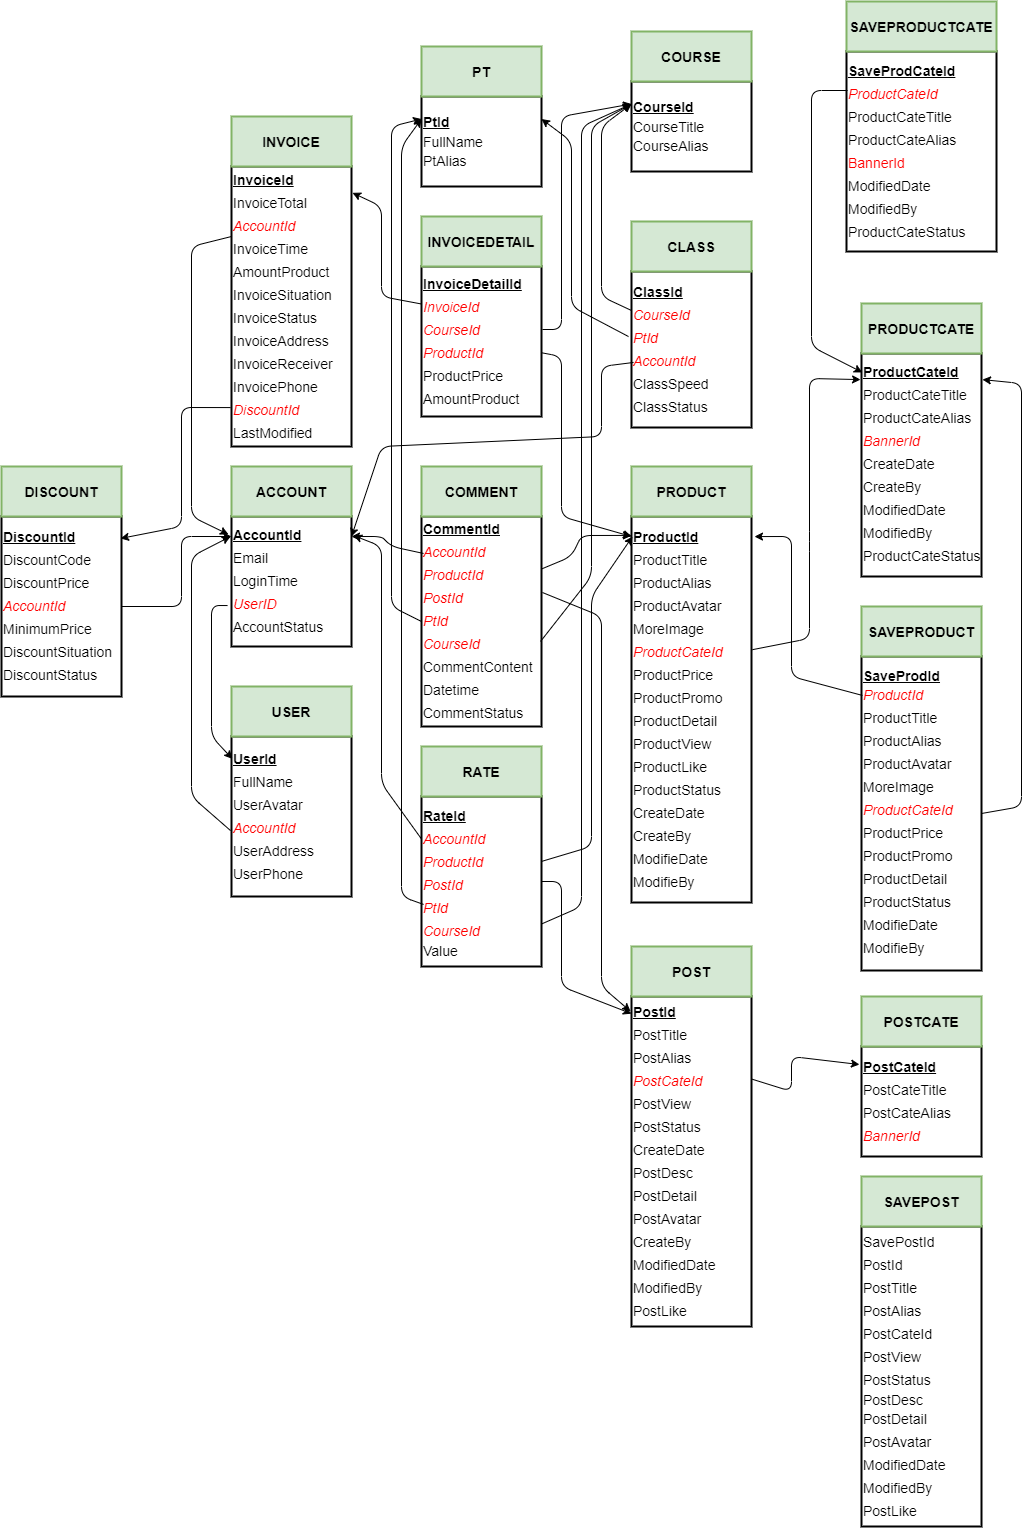 SAVEPRODUCTCATE
SaveProdCateId
ProductCateId
ProductCateTitle
ProductCateAlias
BannerId
ModifiedDate
ModifiedBy
ProductCateStatus
COURSE
CourseId
CourseTitle
CourseAlias
PT
PtId
FullName
PtAlias
INVOICE
InvoiceId
InvoiceTotal
AccountId
InvoiceTime
AmountProduct
InvoiceSituation
InvoiceStatus
InvoiceAddress
InvoiceReceiver
InvoicePhone
DiscountId
LastModified
INVOICEDETAIL
InvoiceDetailId
InvoiceId
CourseId
ProductId
ProductPrice
AmountProduct
CLASS
ClassId
CourseId
PtId
AccountId
ClassSpeed
ClassStatus
PRODUCTCATE
ProductCateId
ProductCateTitle
ProductCateAlias
BannerId
CreateDate
CreateBy
ModifiedDate
ModifiedBy
ProductCateStatus
DISCOUNT
DiscountId
DiscountCode
DiscountPrice
AccountId
MinimumPrice
DiscountSituation
DiscountStatus
ACCOUNT
AccountId
Email
LoginTime
UserID
AccountStatus
COMMENT
CommentId
AccountId
ProductId
PostId
PtId
CourseId
CommentContent
Datetime
CommentStatus
PRODUCT
ProductId
ProductTitle
ProductAlias
ProductAvatar
MoreImage
ProductCateId
ProductPrice
ProductPromo
ProductDetail
ProductView
ProductLike
ProductStatus
CreateDate
CreateBy
ModifieDate
ModifieBy
SAVEPRODUCT
SaveProdId
ProductId
ProductTitle
ProductAlias
ProductAvatar
MoreImage
ProductCateId
ProductPrice
ProductPromo
ProductDetail
ProductStatus
ModifieDate
ModifieBy
USER
UserId
FullName
UserAvatar
AccountId
UserAddress
UserPhone
RATE
RateId
AccountId
ProductId
PostId
PtId
CourseId
Value
POST
PostId
PostTitle
PostAlias
PostCateId
PostView
PostStatus
CreateDate
PostDesc
PostDetail
PostAvatar
CreateBy
ModifiedDate
ModifiedBy
PostLike
POSTCATE
PostCateId
PostCateTitle
PostCateAlias
BannerId
SAVEPOST
SavePostId
PostId
PostTitle
PostAlias
PostCateId
PostView
PostStatus
PostDesc
PostDetail
PostAvatar
ModifiedDate
ModifiedBy
PostLike